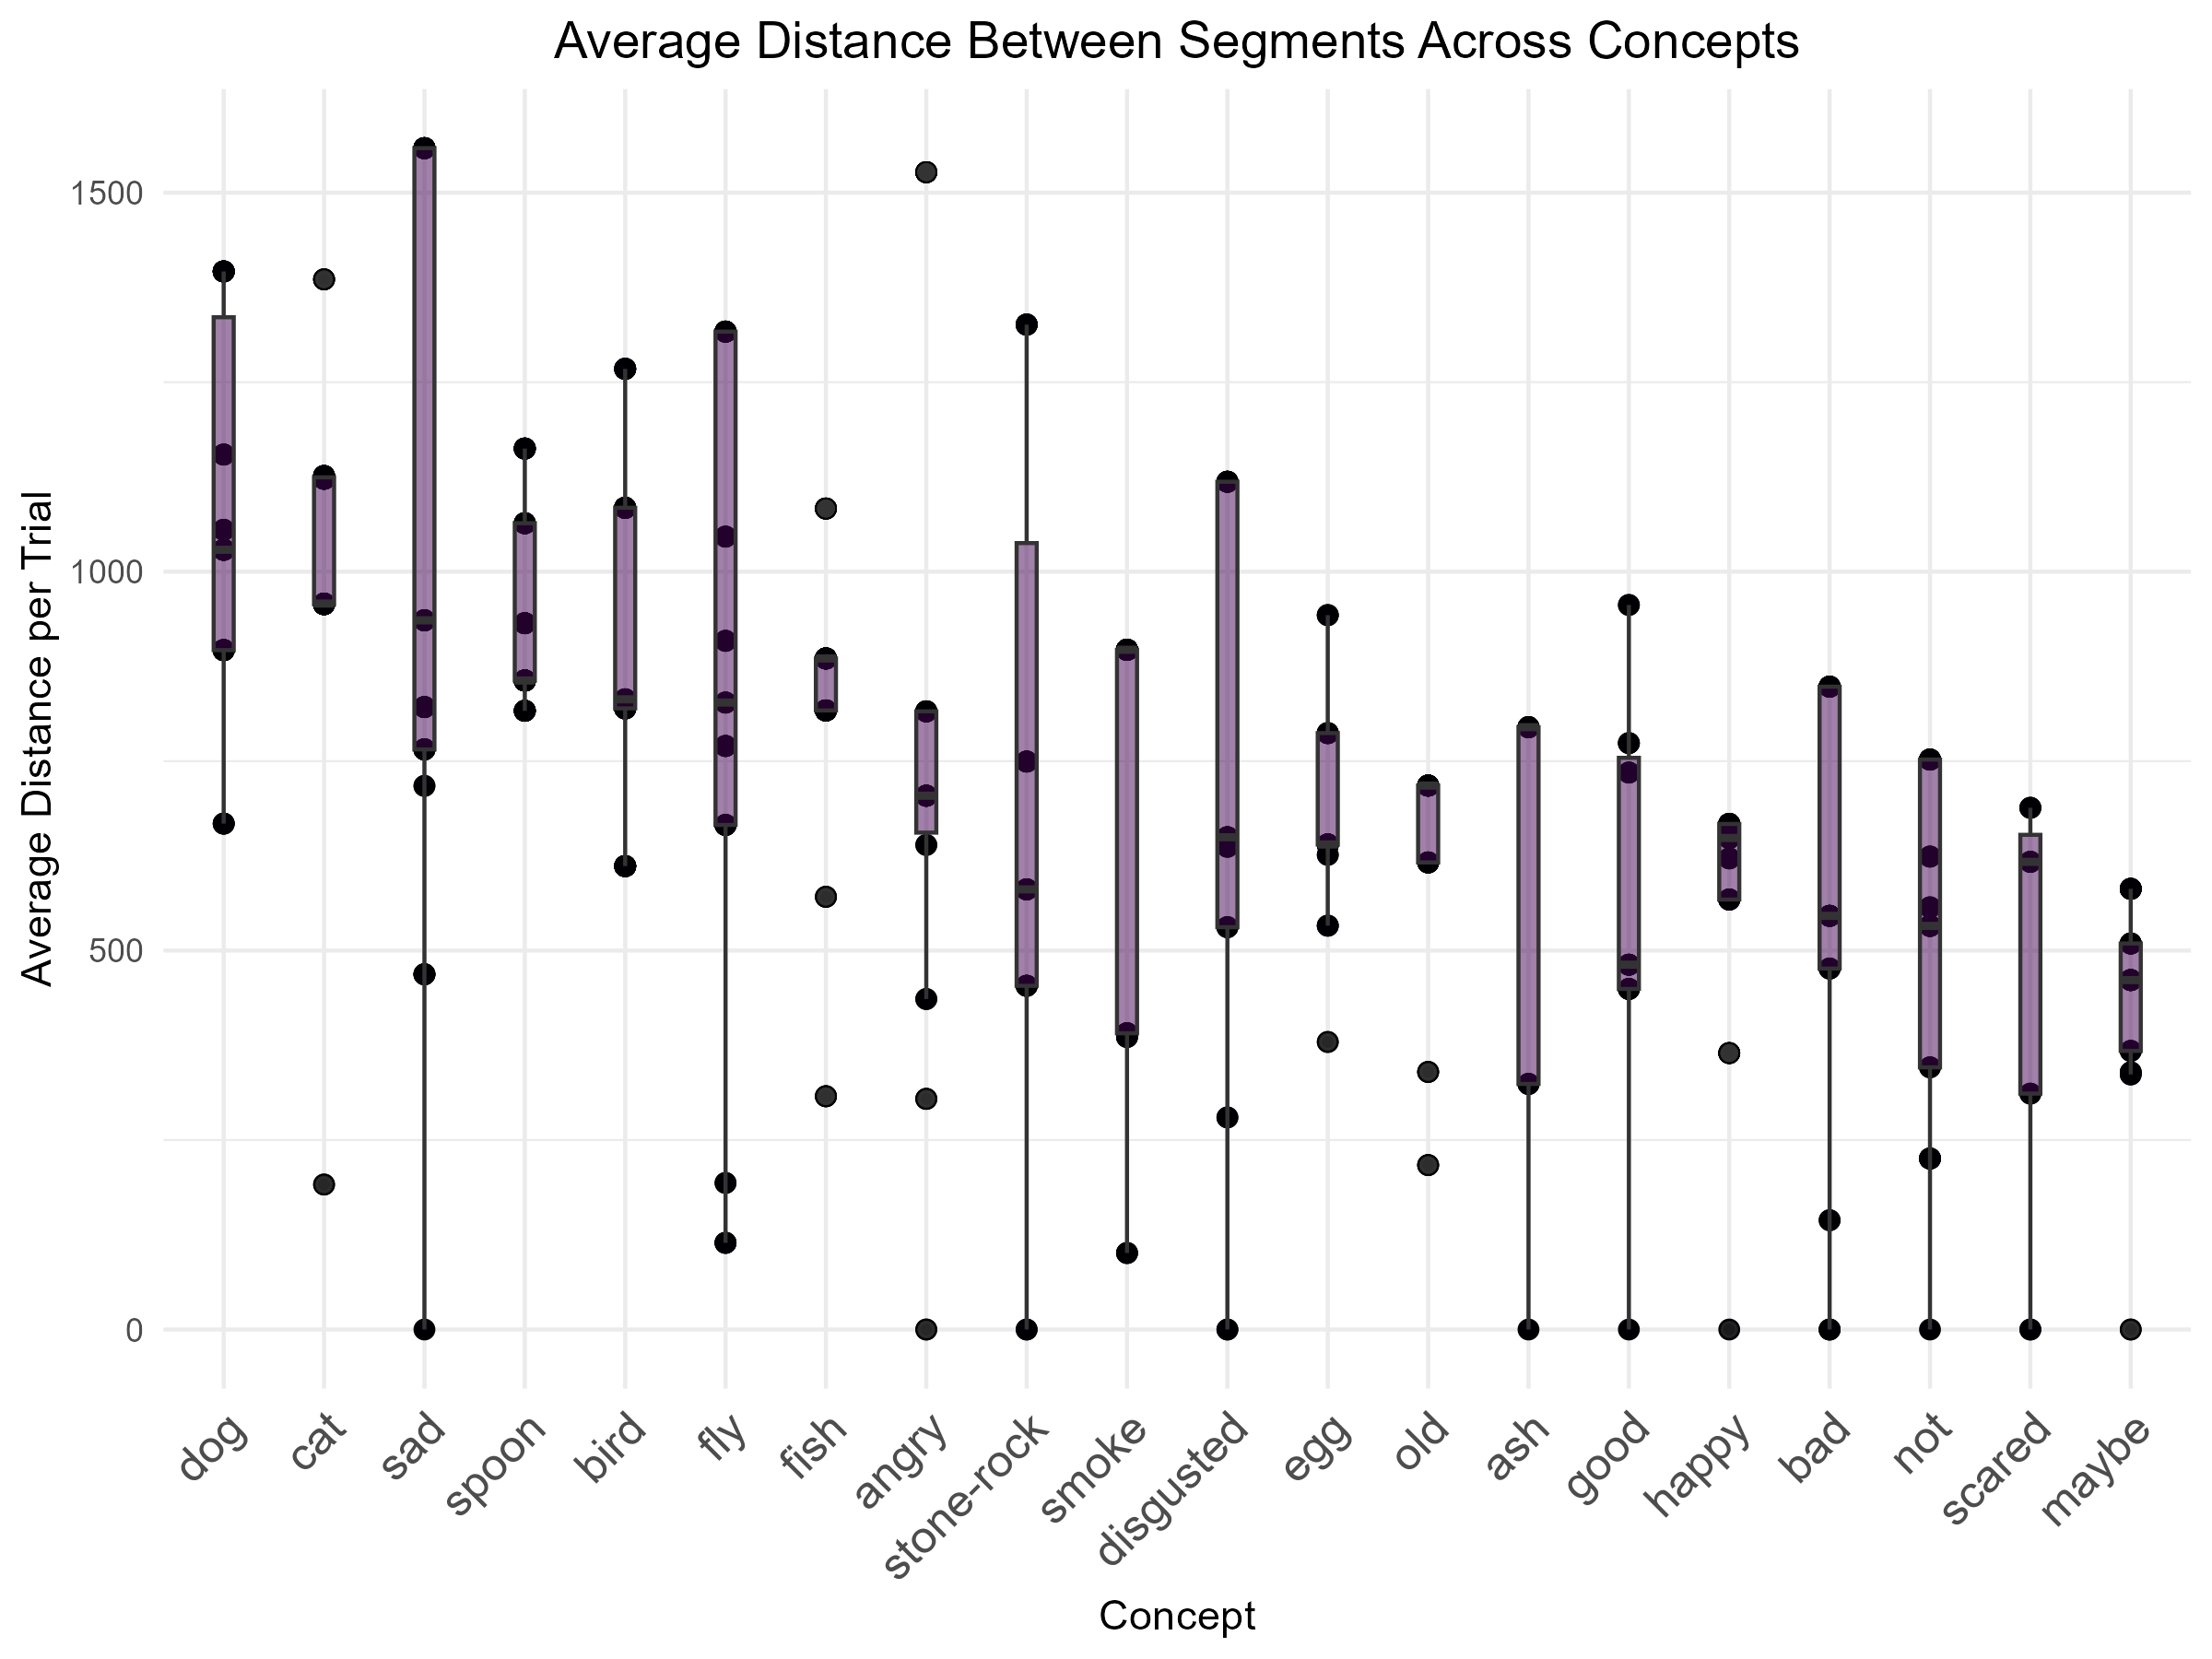 Average Distance Between Segments Across Concepts
Average Distance per Trial
1500
1000
500
0
dog
cat
sad
spoon
bird
fly
fish
angry
stone-rock
smoke
disgusted
egg
old
ash
good
happy
bad
not
scared
maybe
Concept